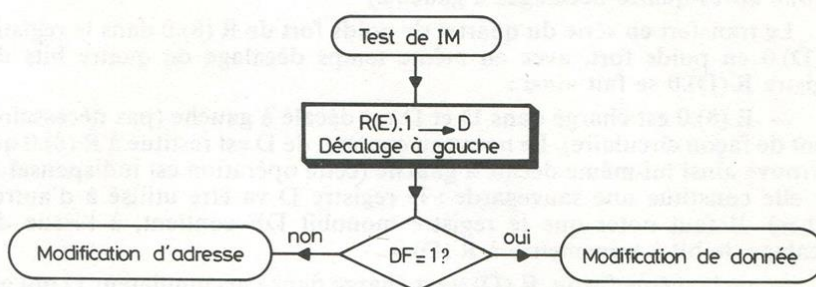 Test de IM
R(E).1 → D
Décalage à gauche
non
DF=1?
oui
Modification d'adresse
Modification de donnée